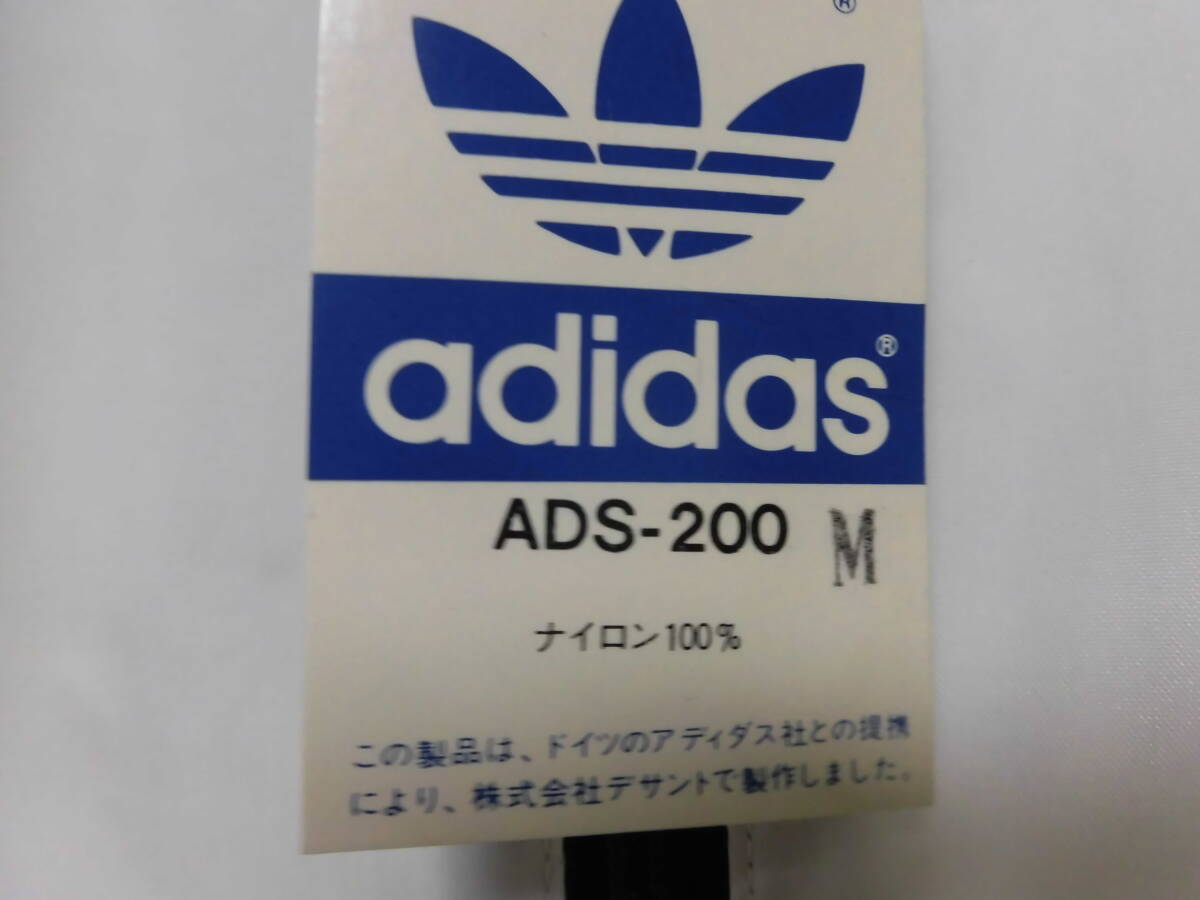 ®
adidas®
ADS-200 M
ナイロン100%
この製品は、ドイツのアディダス社との提携
により、株式会社デサントで製作しました。